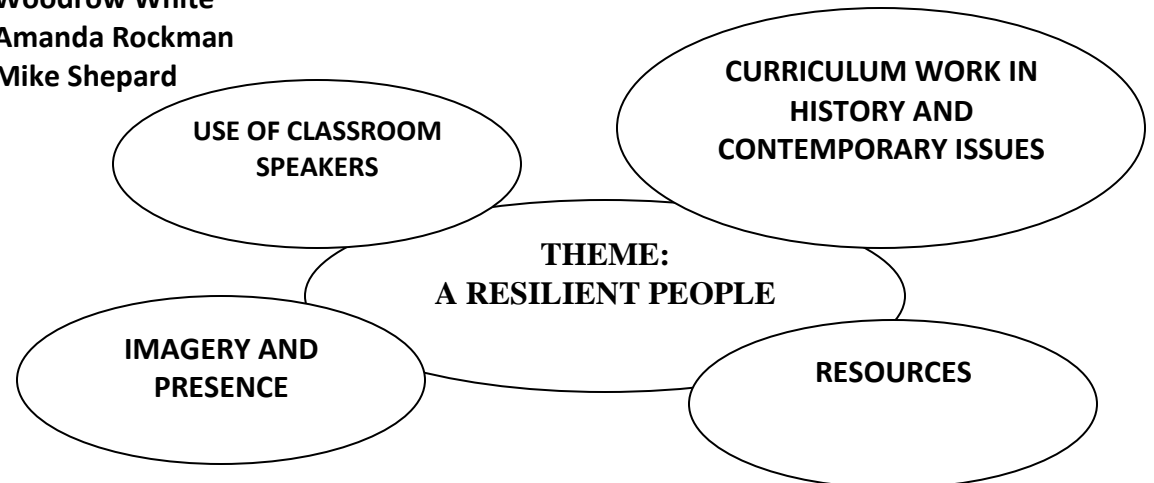 Woodrow White
Amanda Rockman
Mike Shepard
USE OF CLASSROOM
SPEAKERS
CURRICULUM WORK IN
HISTORY AND
CONTEMPORARY ISSUES
THEME:
A RESILIENT PEOPLE
IMAGERY AND
PRESENCE
RESOURCES